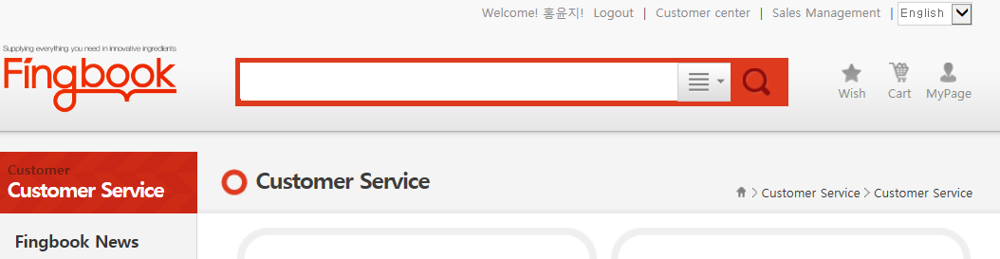 Welcome! 홍윤지! Logout | Customer center | Sales Management | English
Supplying everything you need in innovative ingredients
Fingbook
Wish Cart MyPage
Customer
Customer Service
Customer Service
Customer Service > Customer Service
Fingbook News